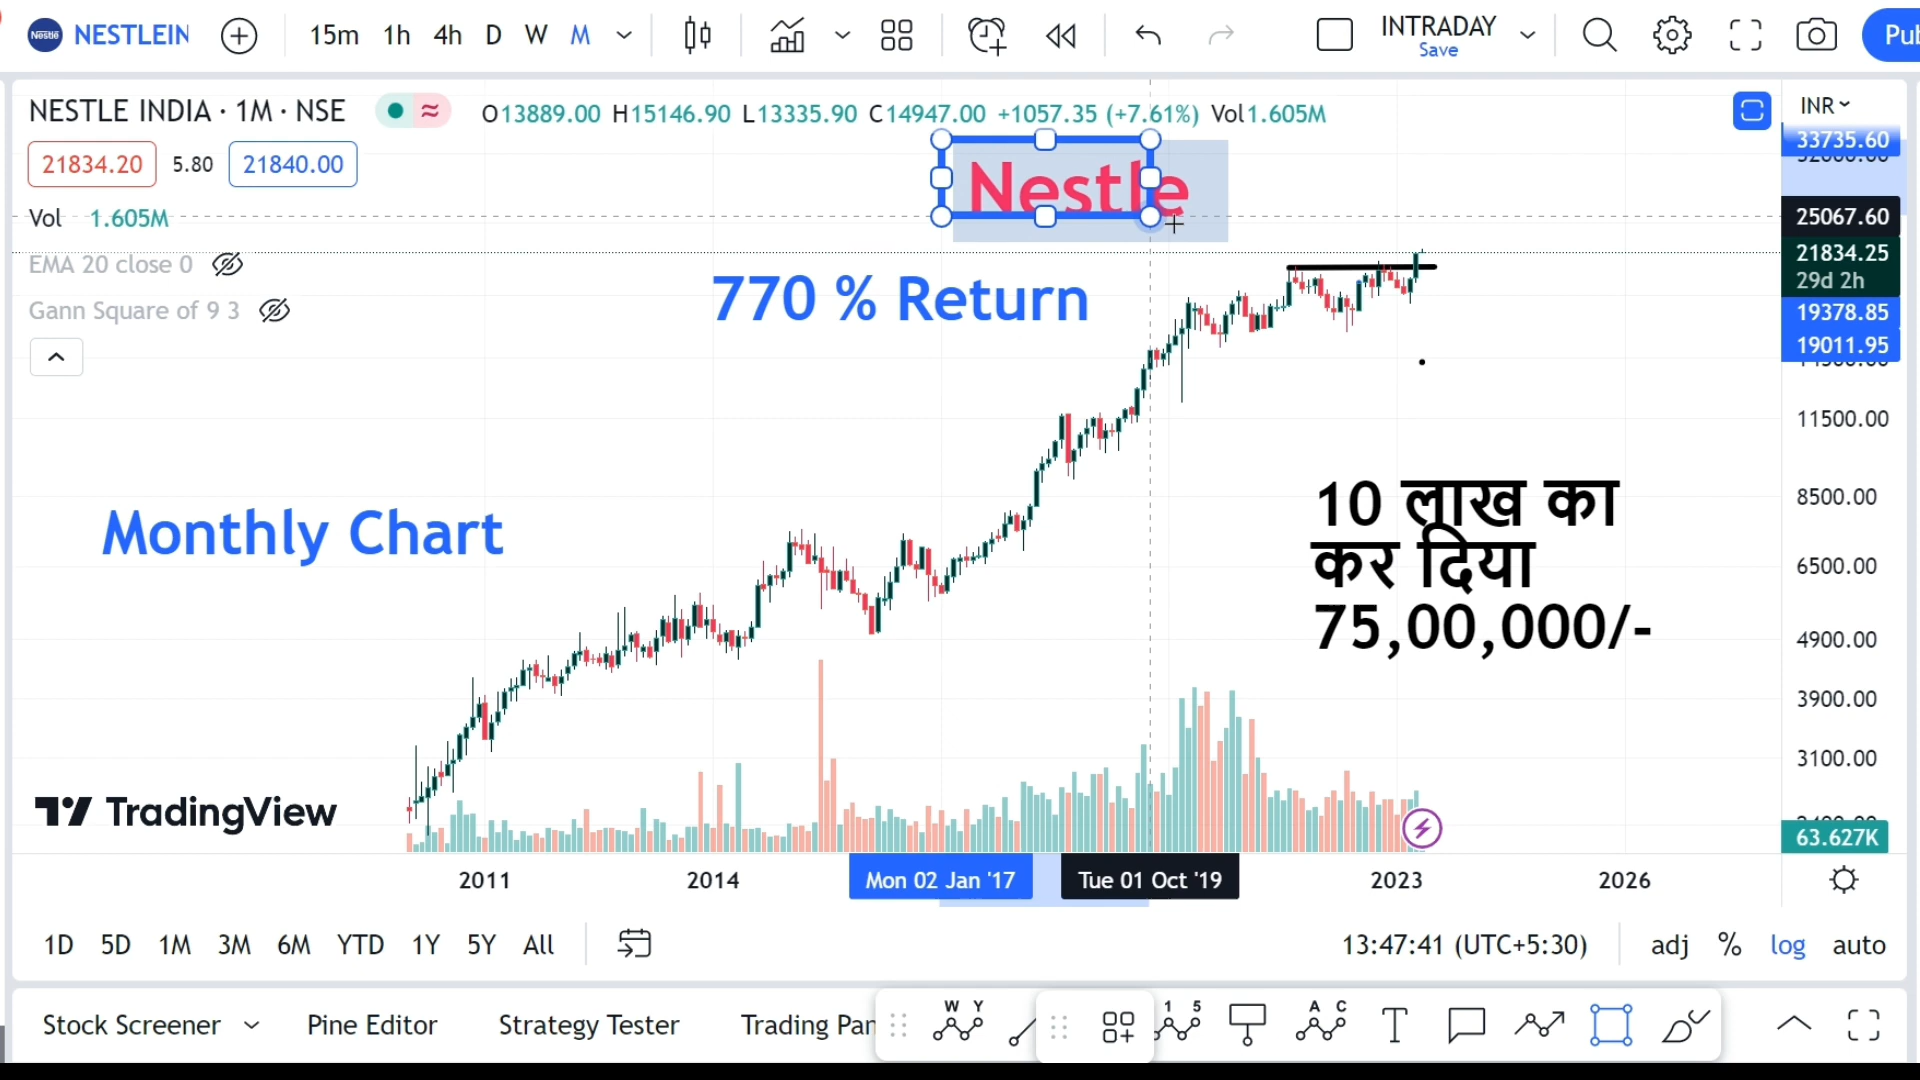 Nestlé NESTLEIN 15m 1h 4h D W M INTRADAY Save
NESTLE INDIA · 1M · NSE O13889.00 H15146.90 L13335.90 C14947.00 +1057.35 (+7.61%) Vol1.605M INR
21834.20 5.80 21840.00
33735.60
Nestle
Vol 1.605M
25067.60
21834.25
29d 2h
EMA 20 close 0
Gann Square of 9 3
770 % Return
19378.85
19011.95
11500.00
8500.00
6500.00
4900.00
3900.00
3100.00
63.627K
Monthly Chart
10 लाख का
कर दिया
75,00,000/-
TradingView
2011 2014 Mon 02 Jan '17 Tue 01 Oct '19 2023 2026
1D 5D 1M 3M 6M YTD 1Y 5Y All 13:47:41 (UTC+5:30) adj % log auto
Stock Screener Pine Editor Strategy Tester Trading Pan
W Y 1 5 A C T